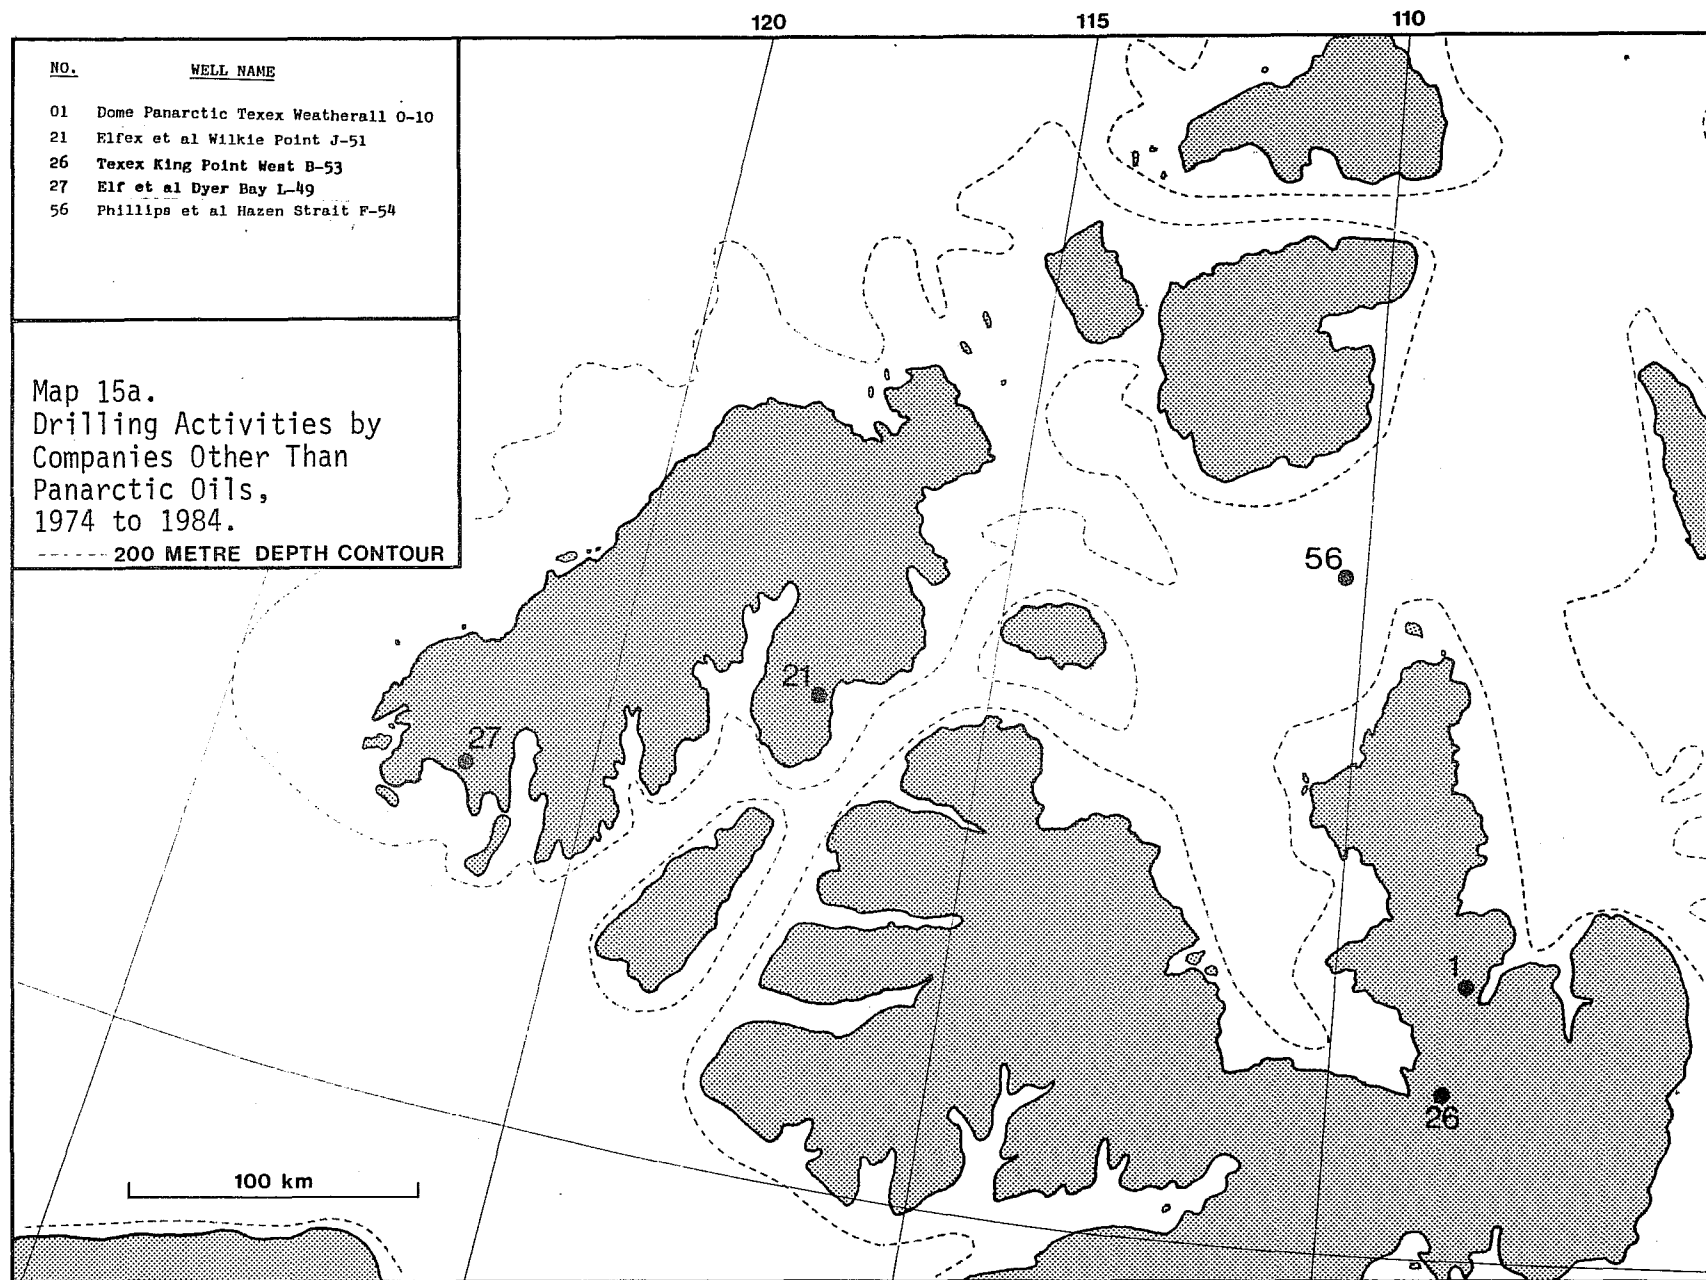 120 115 110
NO. WELL NAME
01 Dome Panarctic Texex Weatherall O-10
21 Elfex et al Wilkie Point J-51
26 Texex King Point West B-53
27 Elf et al Dyer Bay L-49
56 Phillips et al Hazen Strait F-54
Map 15a.
Drilling Activities by
Companies Other Than
Panarctic Oils,
1974 to 1984.
200 METRE DEPTH CONTOUR
56
21
27
1
26
100 km